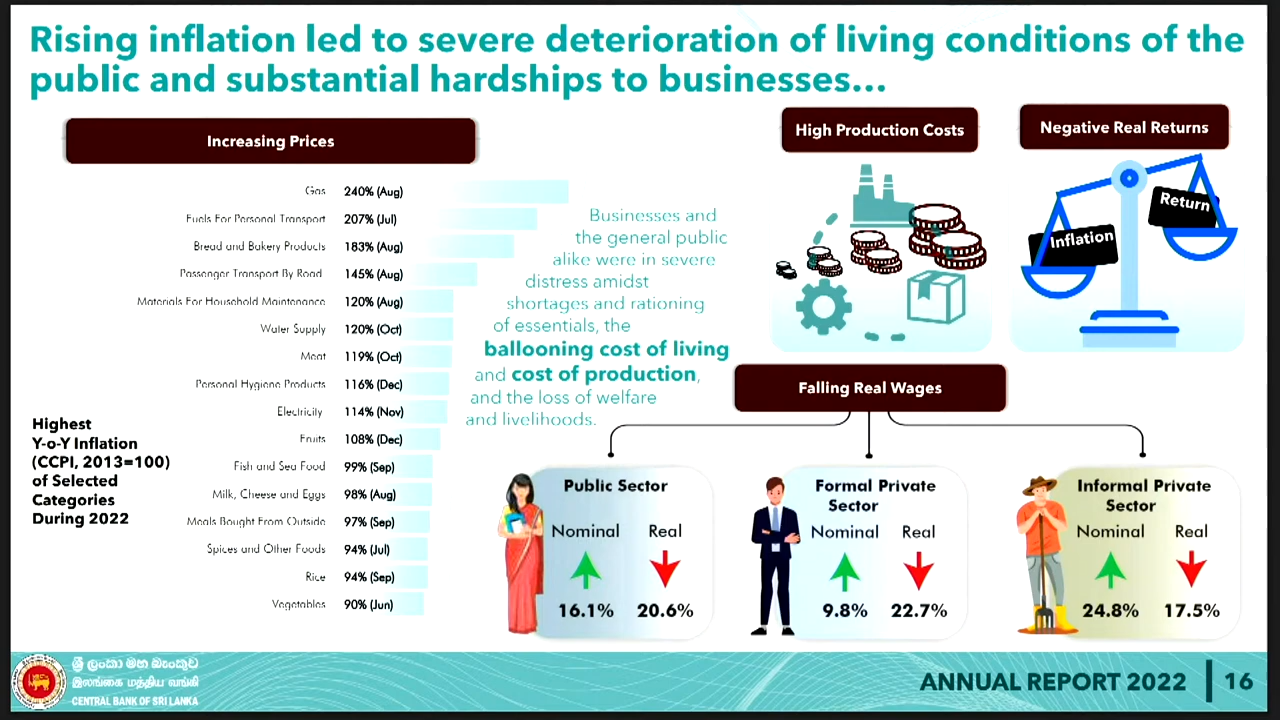 Rising inflation led to severe deterioration of living conditions of the
public and substantial hardships to businesses...
Increasing Prices
Gas 240% (Aug)
Fuels For Personal Transport 207% (Jul)
Bread and Bakery Products 183% (Aug)
Passenger Transport By Road 145% (Aug)
Materials For Household Maintenance 120% (Aug)
Water Supply 120% (Oct)
Meat 119% (Oct)
Personal Hygiene Products 116% (Dec)
Electricity 114% (Nov)
Fruits 108% (Dec)
Fish and Sea Food 99% (Sep)
Milk, Cheese and Eggs 98% (Aug)
Meals Bought From Outside 97% (Sep)
Spices and Other Foods 94% (Jul)
Rice 94% (Sep)
Vegetables 90% (Jun)
Highest
Y-o-Y Inflation
(CCPI, 2013=100)
of Selected
Categories
During 2022
Businesses and
the general public
alike were in severe
distress amidst
shortages and rationing
of essentials, the
ballooning cost of living
and cost of production,
and the loss of welfare
and livelihoods.
High Production Costs
Negative Real Returns
Inflation
Return
Falling Real Wages
Public Sector
Nominal Real
16.1% 20.6%
Formal Private
Sector
Nominal Real
9.8% 22.7%
Informal Private
Sector
Nominal Real
24.8% 17.5%
ශ්‍රී ලංකා මහ බැංකුව
இலங்கை மத்திய வங்கி
CENTRAL BANK OF SRI LANKA
ANNUAL REPORT 2022 16